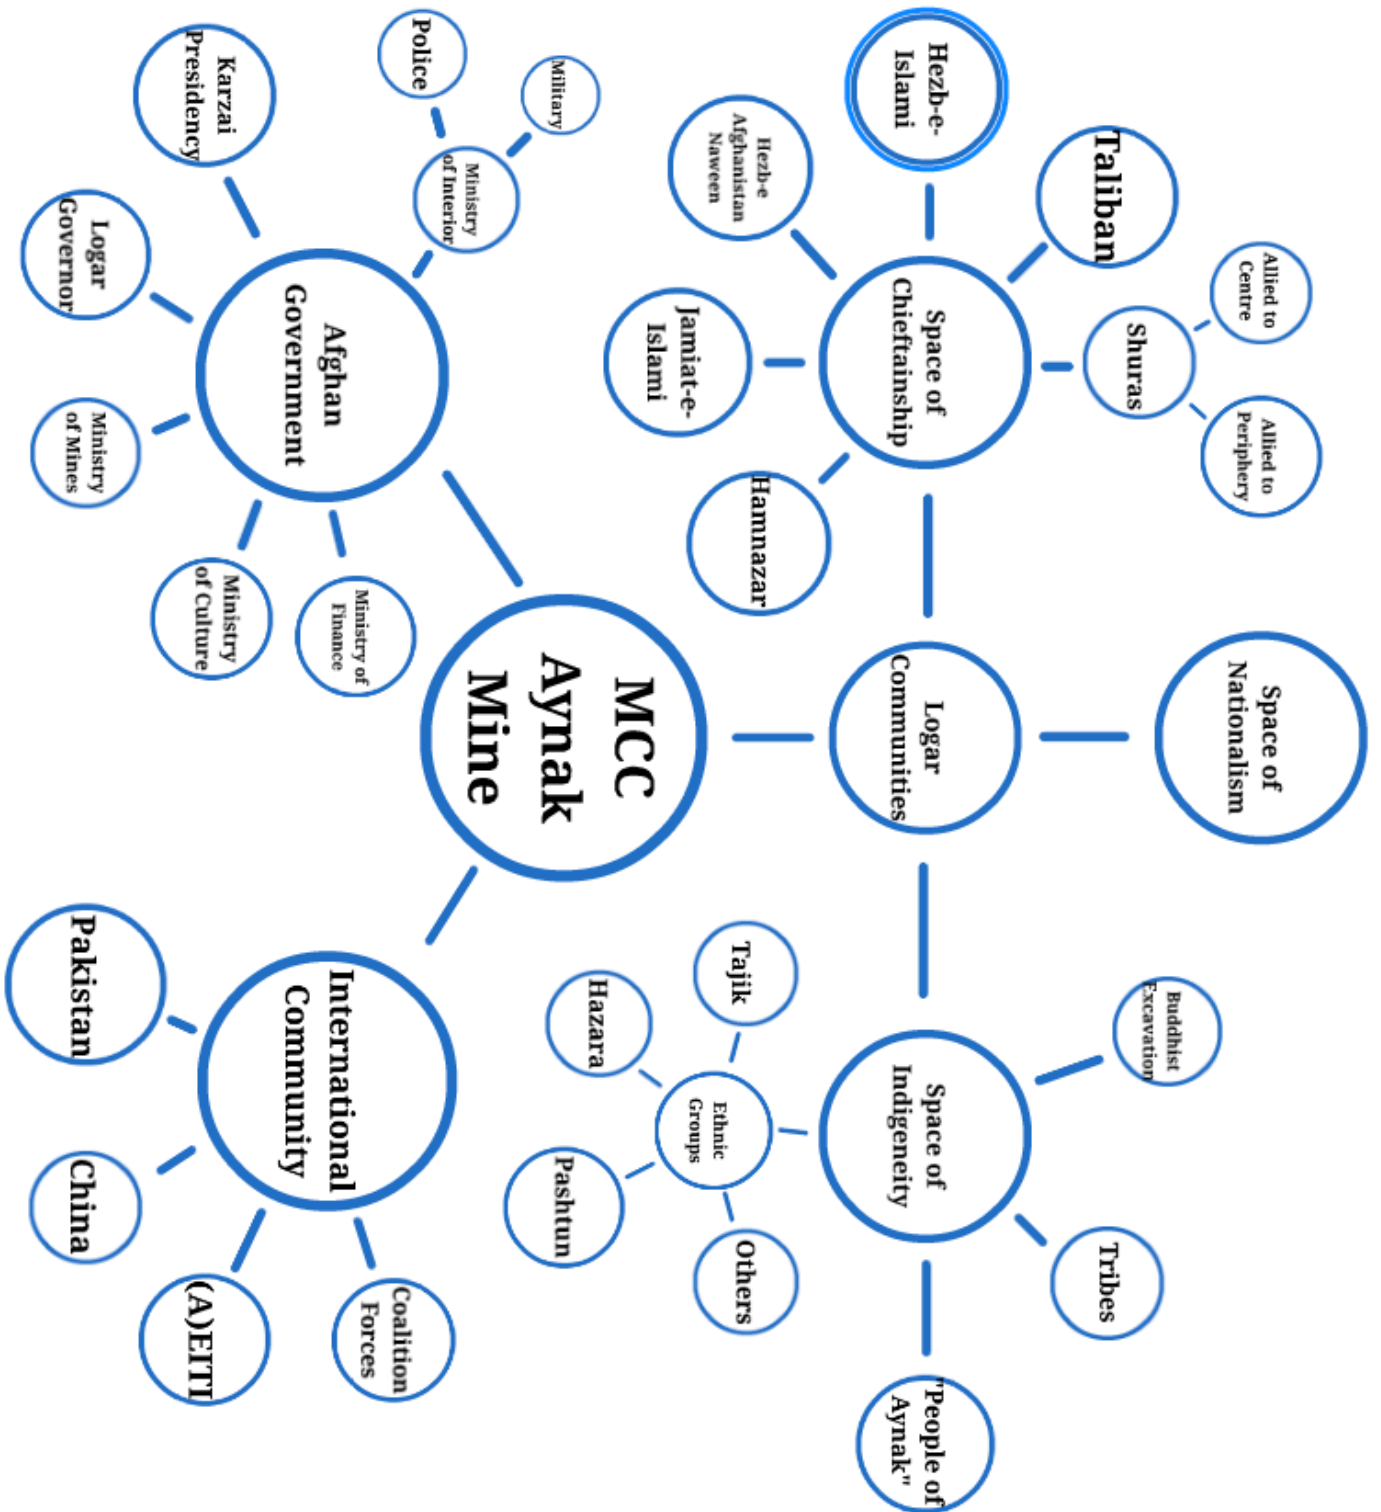 Space of
Nationalism
Allied to
Centre
Allied to
Periphery
Shuras
Taliban
Hezb-e-
Islami
Space of
Chieftainship
Hezb-e
Afghanistan
Naween
Jamiat-e-
Islami
Hamnazar
Logar
Communities
Buddhist
Excavation
Tribes
Space of
Indigeneity
"People of
Aynak"
Ethnic
Groups
Tajik
Hazara
Pashtun
Others
MCC
Aynak
Mine
Military
Police
Ministry
of Interior
Karzai
Presidency
Afghan
Government
Logar
Governor
Ministry
of Mines
Ministry
of Culture
Ministry of
Finance
International
Community
Pakistan
China
(A)EITI
Coalition
Forces